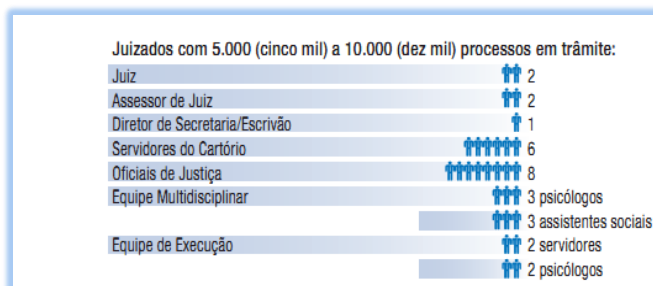 Juizados com 5.000 (cinco mil) a 10.000 (dez mil) processos em trâmite:
Juiz 2
Assessor de Juiz 2
Diretor de Secretaria/Escrivão 1
Servidores do Cartório 6
Oficiais de Justiça 8
Equipe Multidisciplinar 3 psicólogos
3 assistentes sociais
Equipe de Execução 2 servidores
2 psicólogos